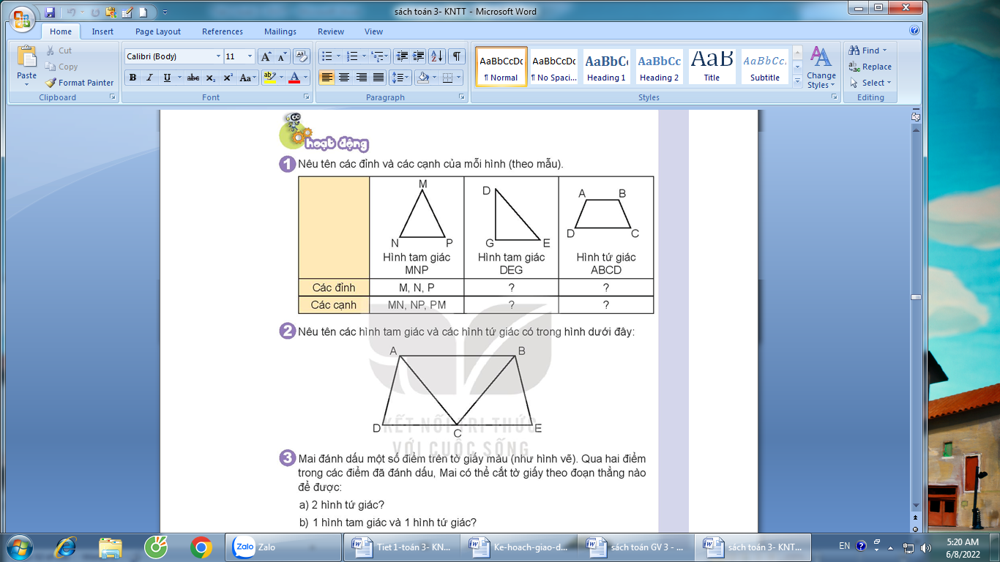 sách toán 3- KNTT - Microsoft Word
Home Insert Page Layout References Mailings Review View
Paste
Cut
Copy
Format Painter
Clipboard
Calibri (Body) 11
B I U abc x₂ x² Aa
Font
Paragraph
AaBbCcDc AaBbCcDc AaBbC AaBbCc AaB AaBbCc.
¶ Normal ¶ No Spaci... Heading 1 Heading 2 Title Subtitle
Change Styles
Styles
Find
Replace
Select
Editing
hoạt động
1 Nêu tên các đỉnh và các cạnh của mỗi hình (theo mẫu).
M
N P
Hình tam giác
MNP
D
G E
Hình tam giác
DEG
A B
D C
Hình tứ giác
ABCD
Các đỉnh M, N, P ? ?
Các cạnh MN, NP, PM ? ?
2 Nêu tên các hình tam giác và các hình tứ giác có trong hình dưới đây:
A B
D C E
KẾT NỐI TRI THỨC
VỚI CUỘC SỐNG
3 Mai đánh dấu một số điểm trên tờ giấy màu (như hình vẽ). Qua hai điểm
trong các điểm đã đánh dấu, Mai có thể cắt tờ giấy theo đoạn thẳng nào
để được:
a) 2 hình tứ giác?
b) 1 hình tam giác và 1 hình tứ giác?
Zalo Zalo
Tiet 1-toán 3- KN...
Ke-hoach-giao-d...
sách toán GV 3 - ...
sách toán 3- KNT...
EN
5:20 AM
6/8/2022